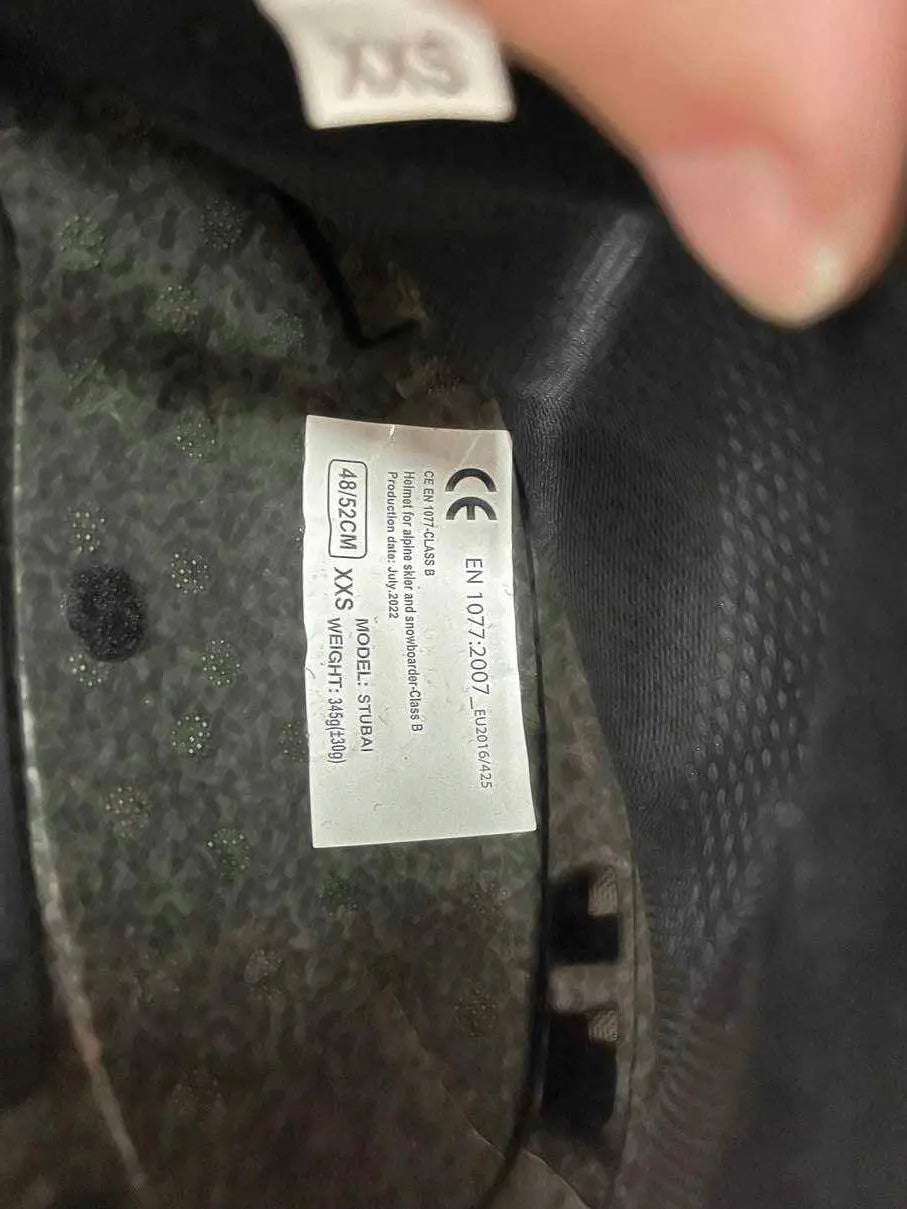 XXS
CE EN 1077:2007_EU2016/425
CE EN 1077-CLASS B
Helmet for alpine skier and snowboarder-Class B
Production date: July.2022
MODEL: STUBAI
48/52CM XXS WEIGHT: 345g(±30g)